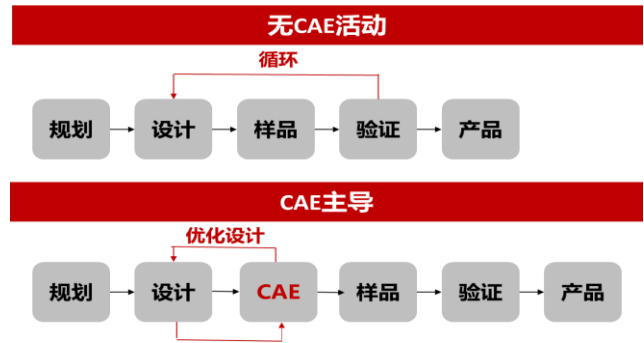 无CAE活动
循环
规划
设计
样品
验证
产品
CAE主导
优化设计
规划
设计
CAE
样品
验证
产品